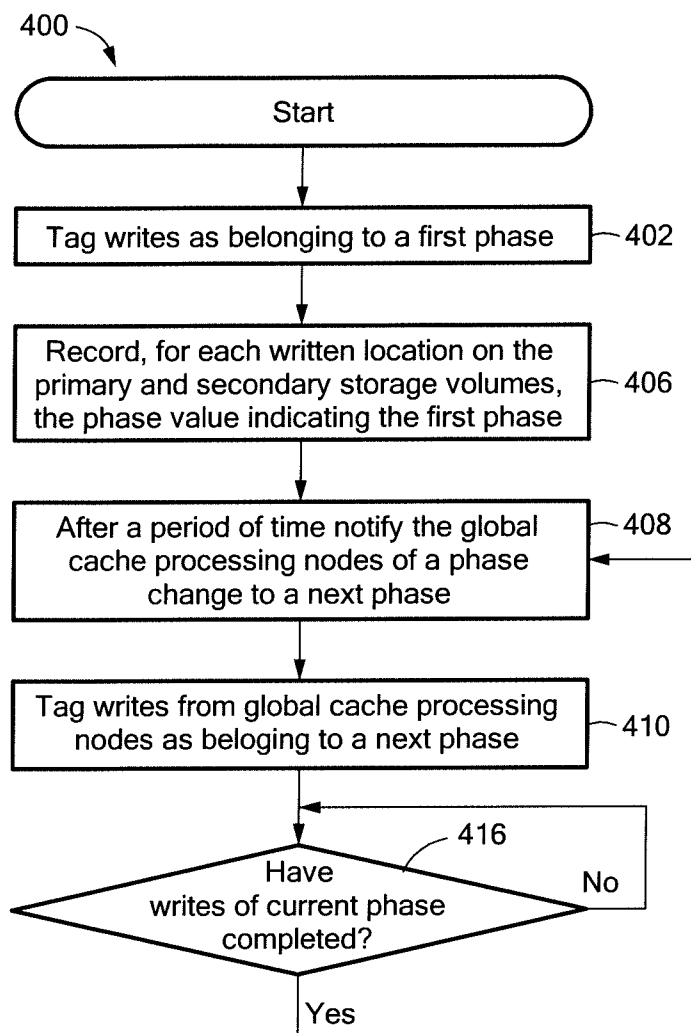 400
Start
Tag writes as belonging to a first phase
402
Record, for each written location on the
primary and secondary storage volumes,
the phase value indicating the first phase
406
After a period of time notify the global
cache processing nodes of a phase
change to a next phase
408
Tag writes from global cache processing
nodes as beloging to a next phase
410
416
Have
writes of current phase
completed?
No
Yes